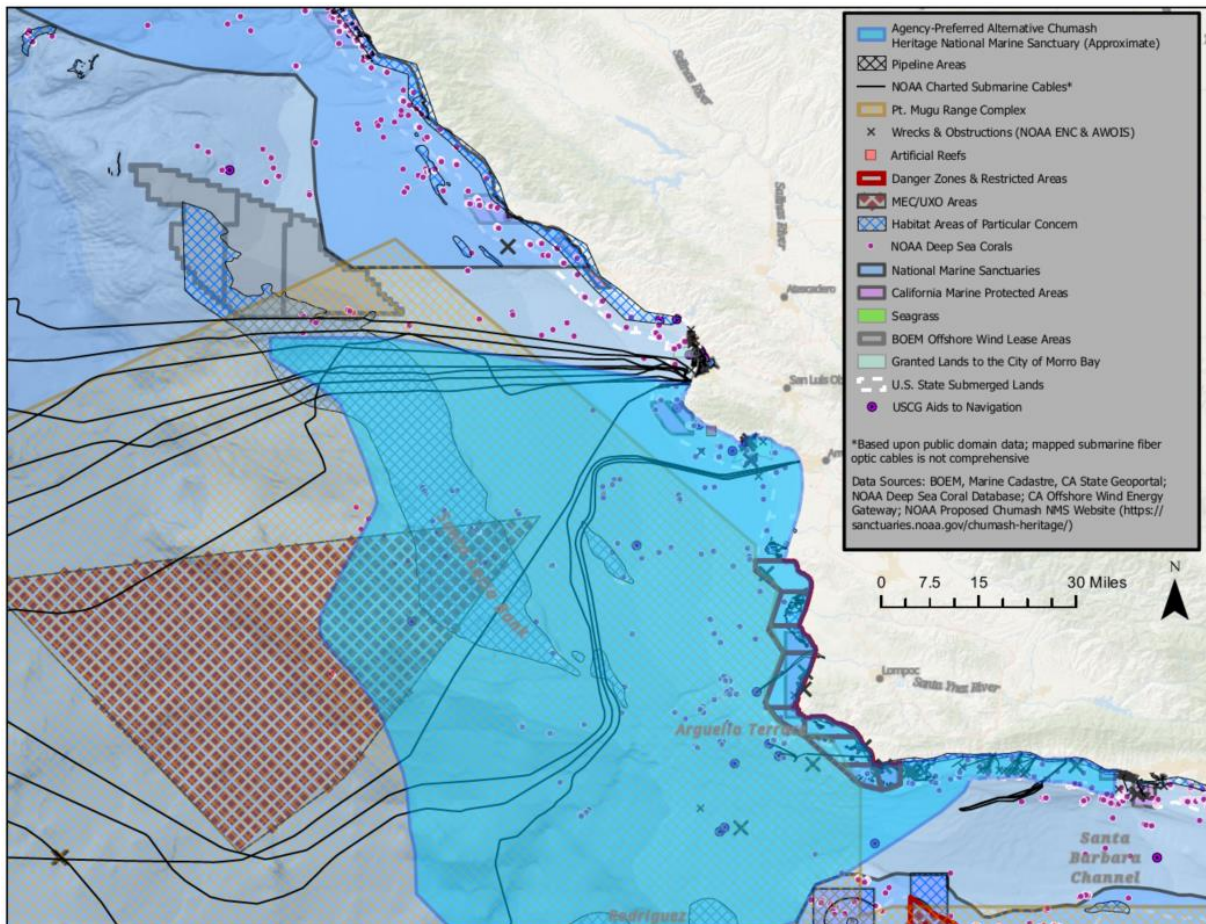 Agency-Preferred Alternative Chumash
Heritage National Marine Sanctuary (Approximate)
Pipeline Areas
NOAA Charted Submarine Cables*
Pt. Mugu Range Complex
Wrecks & Obstructions (NOAA ENC & AWOIS)
Artificial Reefs
Danger Zones & Restricted Areas
MEC/UXO Areas
Habitat Areas of Particular Concern
NOAA Deep Sea Corals
National Marine Sanctuaries
California Marine Protected Areas
Seagrass
BOEM Offshore Wind Lease Areas
Granted Lands to the City of Morro Bay
U.S. State Submerged Lands
USCG Aids to Navigation
*Based upon public domain data; mapped submarine fiber
optic cables is not comprehensive
Data Sources: BOEM, Marine Cadastre, CA State Geoportal;
NOAA Deep Sea Coral Database; CA Offshore Wind Energy
Gateway; NOAA Proposed Chumash NMS Website (https://
sanctuaries.noaa.gov/chumash-heritage/)
Salinas River
Salinas River
Atascadero
San Luis Ob
Santa Lucia Bank
0 7.5 15 30 Miles
N
Lompoc
Santa Ynez River
Arguello Terra
Santa
Barbara
Channel
Rodriguez